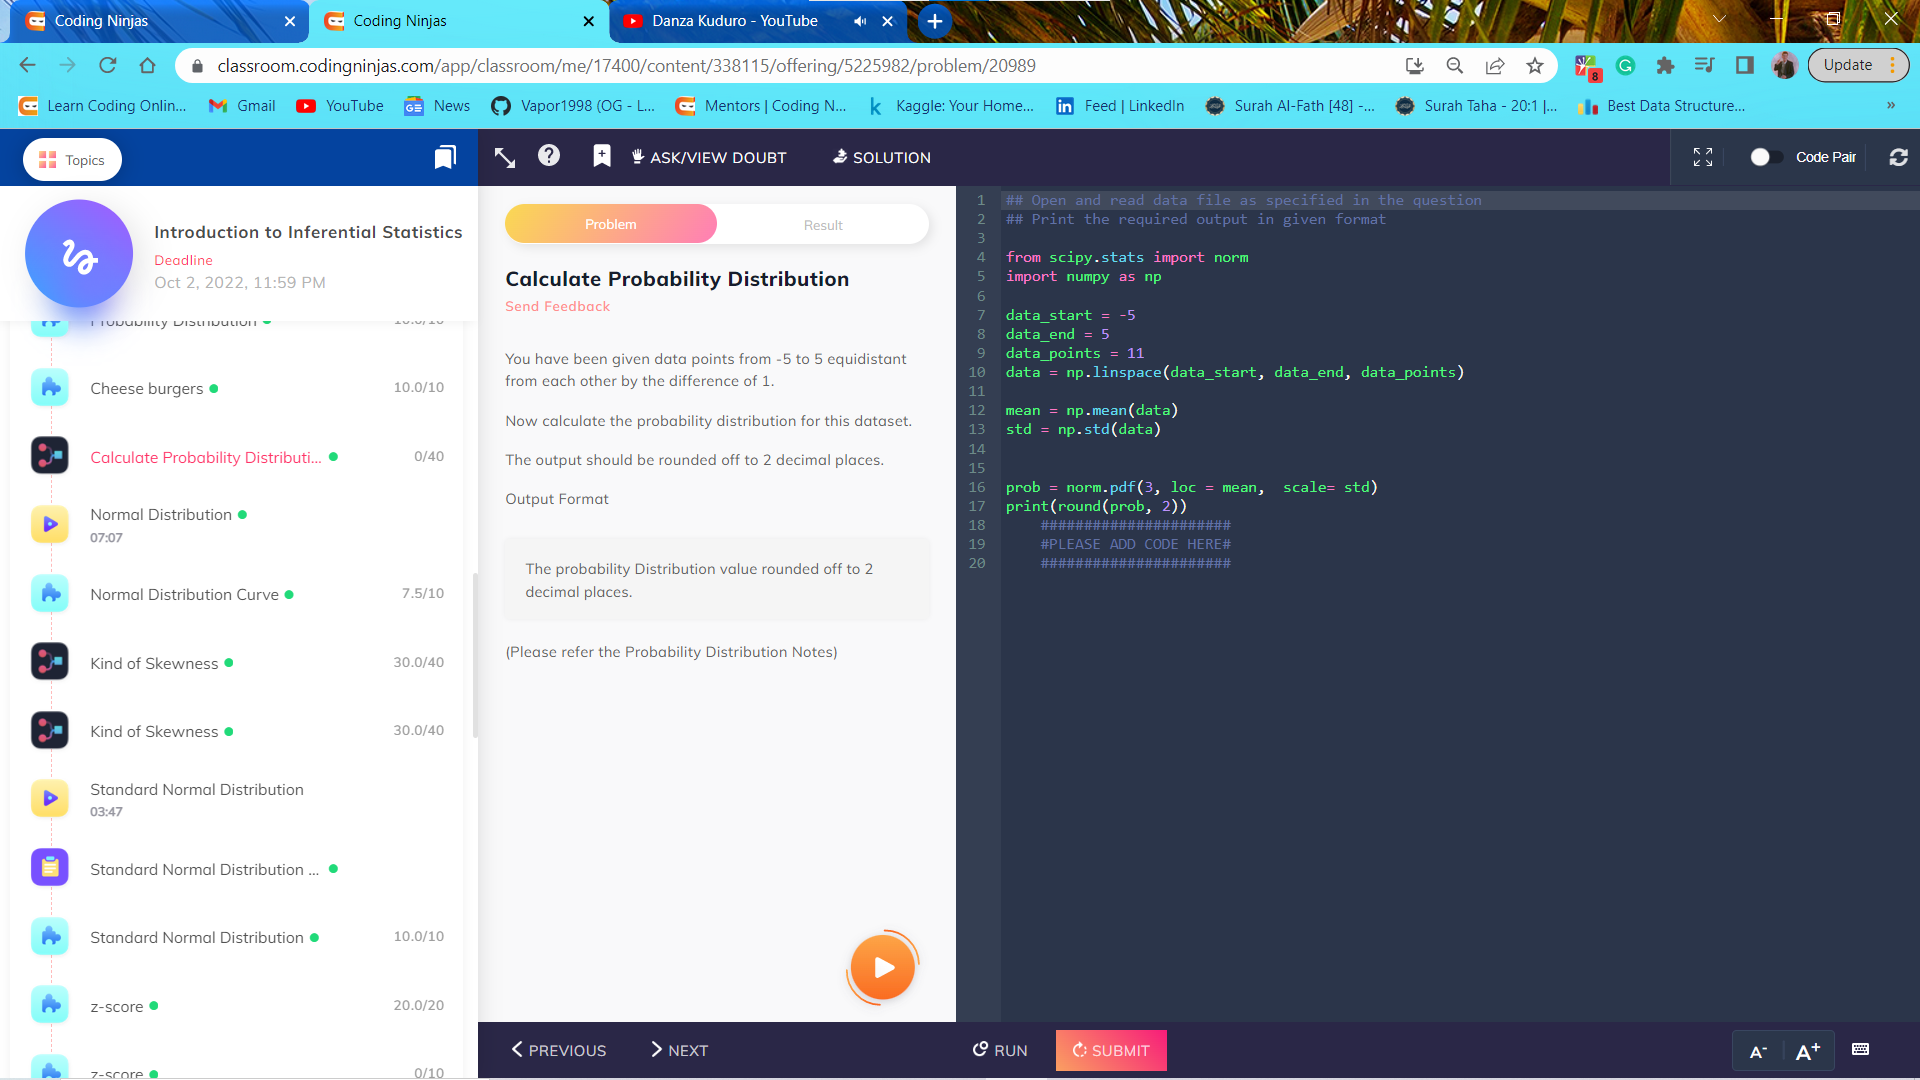 Coding Ninjas
Coding Ninjas
Danza Kuduro - YouTube
classroom.codingninjas.com/app/classroom/me/17400/content/338115/offering/5225982/problem/20989
8
Update
Learn Coding Onlin...
Gmail
YouTube
News
Vapor1998 (OG - L...
Mentors | Coding N...
Kaggle: Your Home...
Feed | LinkedIn
Surah Al-Fath [48] -...
Surah Taha - 20:1 |...
Best Data Structure...
»
Topics
ASK/VIEW DOUBT
SOLUTION
Code Pair
Introduction to Inferential Statistics
Deadline
Oct 2, 2022, 11:59 PM
Probability Distribution
10.0/10
Cheese burgers
10.0/10
Calculate Probability Distributi...
0/40
Normal Distribution
07:07
Normal Distribution Curve
7.5/10
Kind of Skewness
30.0/40
Kind of Skewness
30.0/40
Standard Normal Distribution
03:47
Standard Normal Distribution ...
Standard Normal Distribution
10.0/10
z-score
20.0/20
z-score
0/10
Problem
Result
Calculate Probability Distribution
Send Feedback
You have been given data points from -5 to 5 equidistant
from each other by the difference of 1.
Now calculate the probability distribution for this dataset.
The output should be rounded off to 2 decimal places.
Output Format
The probability Distribution value rounded off to 2
decimal places.
(Please refer the Probability Distribution Notes)
1 ## Open and read data file as specified in the question
2 ## Print the required output in given format
3
4 from scipy.stats import norm
5 import numpy as np
6
7 data_start = -5
8 data_end = 5
9 data_points = 11
10 data = np.linspace(data_start, data_end, data_points)
11
12 mean = np.mean(data)
13 std = np.std(data)
14
15
16 prob = norm.pdf(3, loc = mean,  scale= std)
17 print(round(prob, 2))
18     ######################
19     #PLEASE ADD CODE HERE#
20     ######################
PREVIOUS
NEXT
RUN
SUBMIT
A-
A+